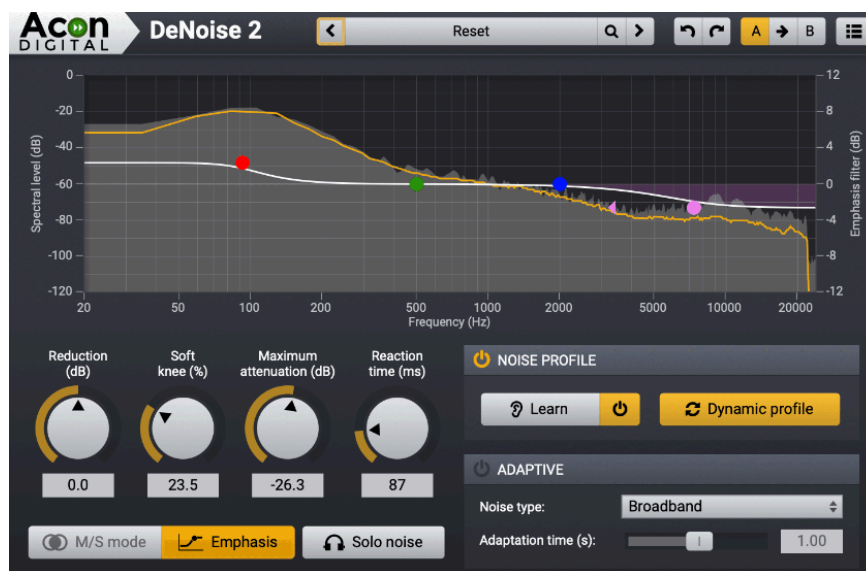 Acon DIGITAL
DeNoise 2
Reset
A
B
0
-20
-40
-60
-80
-100
-120
Spectral level (dB)
12
8
4
0
-4
-8
-12
Emphasis filter (dB)
20 50 100 200 500 1000 2000 5000 10000 20000
Frequency (Hz)
Reduction (dB)
Soft knee (%)
Maximum attenuation (dB)
Reaction time (ms)
0.0
23.5
-26.3
87
M/S mode
Emphasis
Solo noise
NOISE PROFILE
Learn
Dynamic profile
ADAPTIVE
Noise type:
Broadband
Adaptation time (s):
1.00